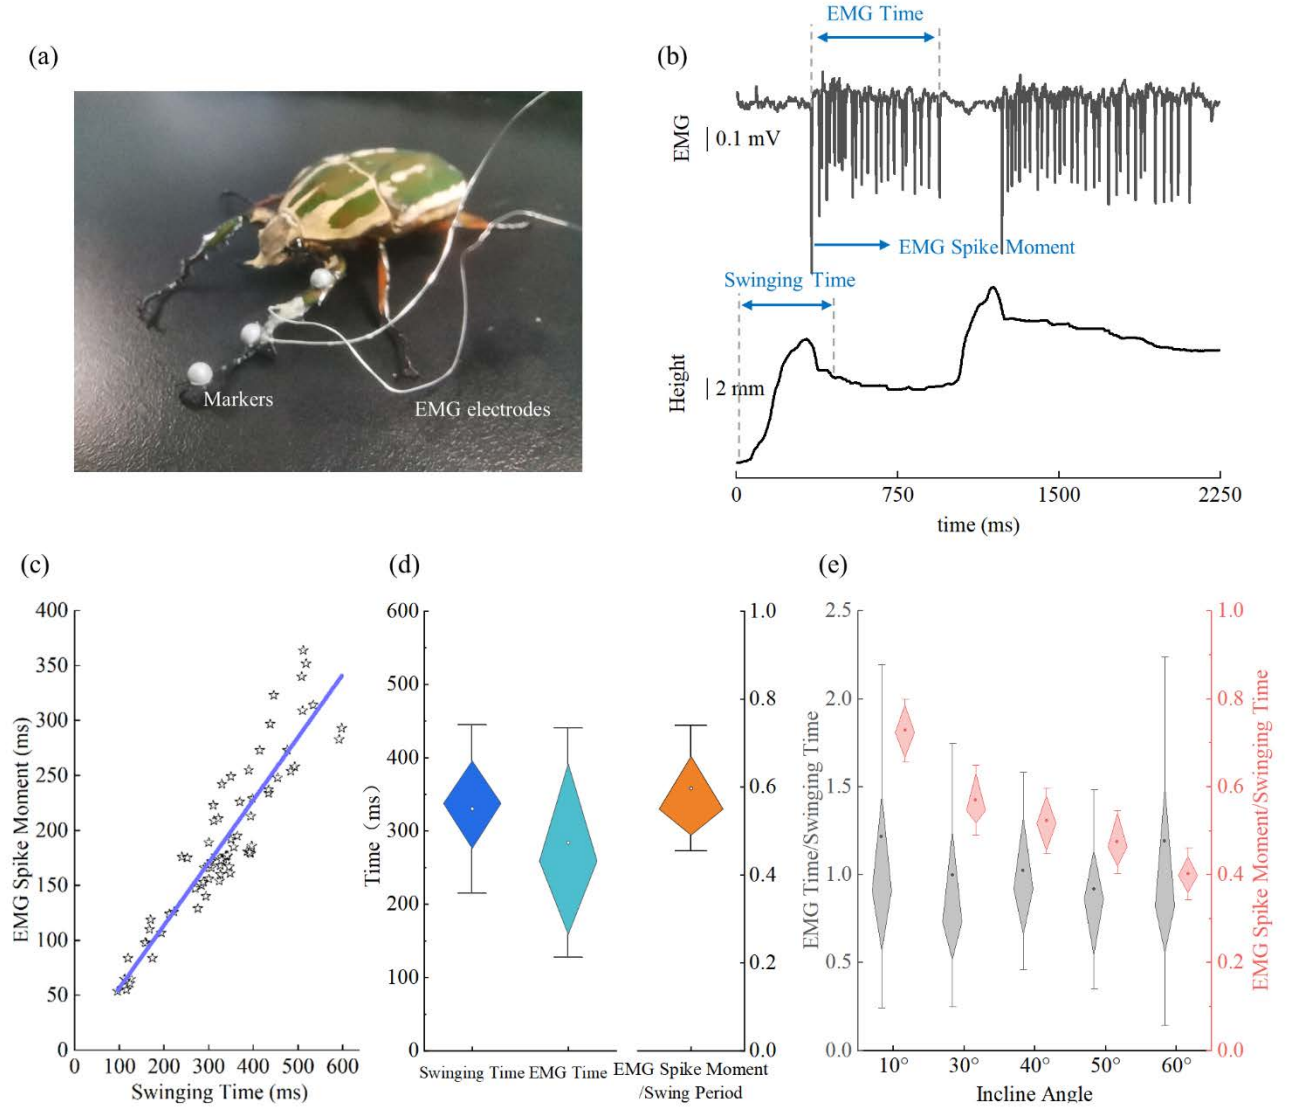 (a)
Markers
EMG electrodes
(b)
EMG Time
EMG
0.1 mV
EMG Spike Moment
Swinging Time
Height
2 mm
0 750 1500 2250
time (ms)
(c)
400
350
300
250
200
150
100
50
0
EMG Spike Moment (ms)
0 100 200 300 400 500 600
Swinging Time (ms)
(d)
600
500
400
300
200
100
0
Time (ms)
1.0
0.8
0.6
0.4
0.2
0.0
Swinging Time EMG Time EMG Spike Moment
/Swing Period
(e)
2.5
2.0
1.5
1.0
0.5
0.0
EMG Time/Swinging Time
1.0
0.8
0.6
0.4
0.2
0.0
EMG Spike Moment/Swinging Time
10° 30° 40° 50° 60°
Incline Angle